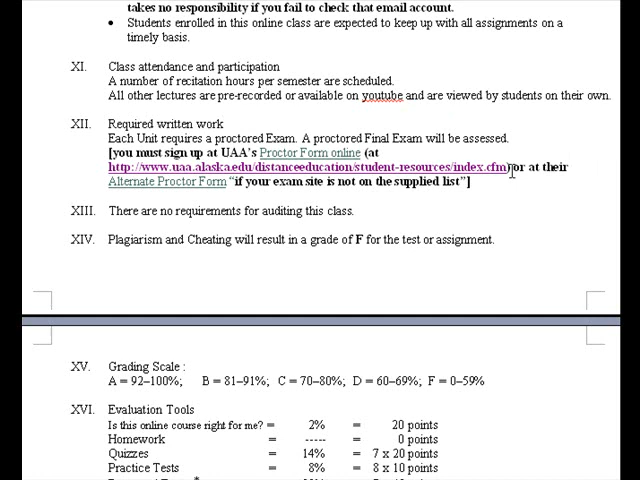 takes no responsibility if you fail to check that email account.
• Students enrolled in this online class are expected to keep up with all assignments on a
timely basis.
XI. Class attendance and participation
A number of recitation hours per semester are scheduled.
All other lectures are pre-recorded or available on youtube and are viewed by students on their own.
XII. Required written work
Each Unit requires a proctored Exam. A proctored Final Exam will be assessed.
[you must sign up at UAA's Proctor Form online (at
http://www.uaa.alaska.edu/distanceeducation/student-resources/index.cfm) or at their
Alternate Proctor Form "if your exam site is not on the supplied list"]
XIII. There are no requirements for auditing this class.
XIV. Plagiarism and Cheating will result in a grade of F for the test or assignment.
XV. Grading Scale :
A = 92–100%; B = 81–91%; C = 70–80%; D = 60–69%; F = 0–59%
XVI. Evaluation Tools
Is this online course right for me? = 2% = 20 points
Homework = ----- = 0 points
Quizzes = 14% = 7 x 20 points
Practice Tests = 8% = 8 x 10 points